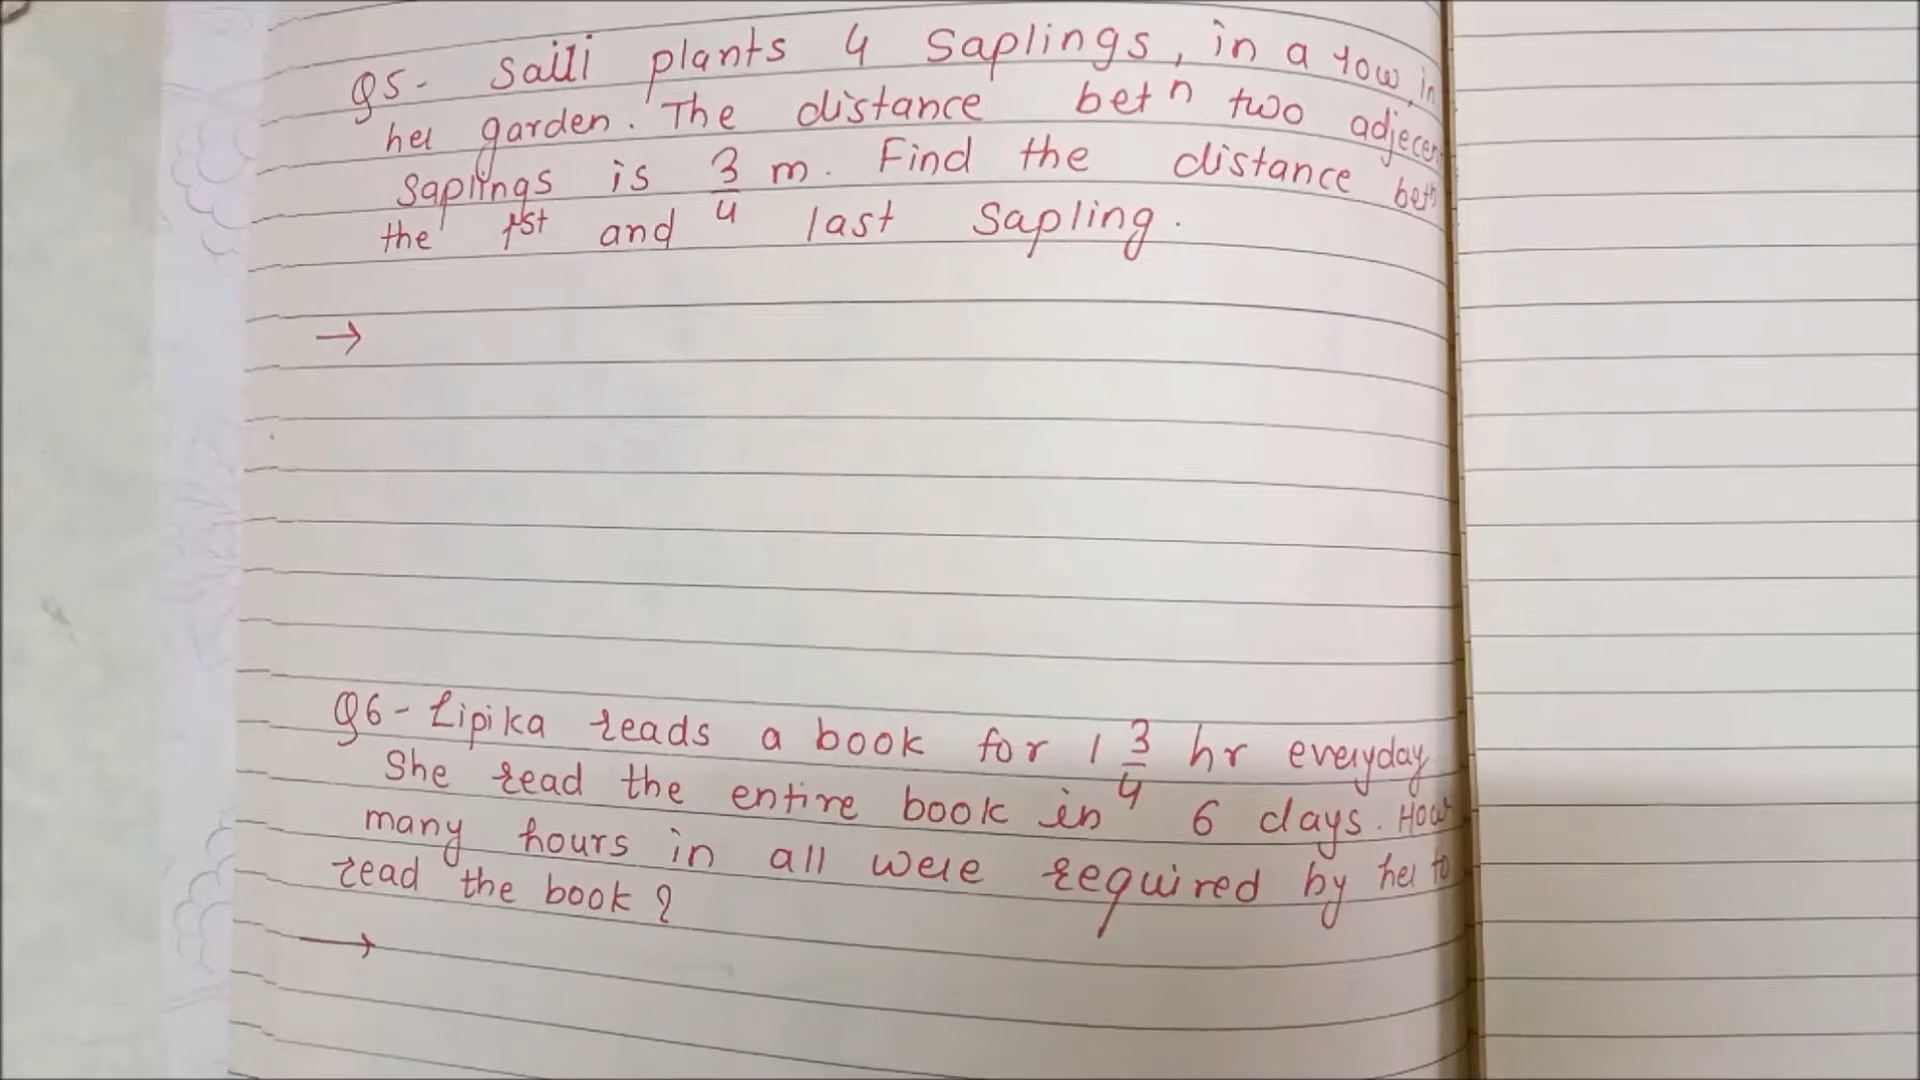 Q5- Saili plants 4 Saplings, in a row, in
her garden. The distance betn two adjecen
Saplings is 3/4 m. Find the distance betn
the 1st and last Sapling.
→
Q6- Lipika reads a book for 1 3/4 hr everyday
She read the entire book in 6 days. How
many hours in all were required by her to
read the book ?
→